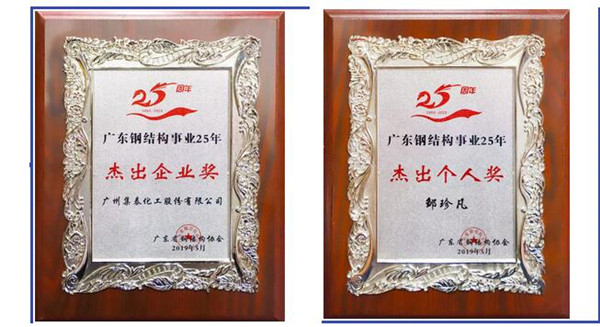 25周年
1994-2019
广东钢结构事业25年
杰出企业奖
广州集泰化工股份有限公司
广东省钢结构协会
2019年5月
25周年
1994-2019
广东钢结构事业25年
杰出个人奖
邹珍凡
广东省钢结构协会
2019年5月